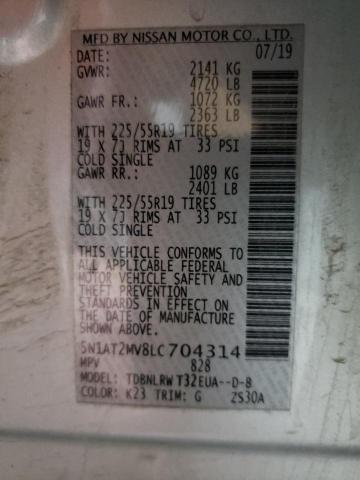 MFD BY NISSAN MOTOR CO., LTD.
DATE: 07/19
GVWR: 2141 KG
4720 LB
GAWR FR.: 1072 KG
2363 LB
WITH 225/55R19 TIRES
19 X 7J RIMS AT 33 PSI
COLD SINGLE
GAWR RR.: 1089 KG
2401 LB
WITH 225/55R19 TIRES
19 X 7J RIMS AT 33 PSI
COLD SINGLE
THIS VEHICLE CONFORMS TO
ALL APPLICABLE FEDERAL
MOTOR VEHICLE SAFETY AND
STANDARDS IN EFFECT ON
THE DATE OF MANUFACTURE
SHOWN ABOVE.
5N1AT2MV8LC704314
MPV 828
MODEL: TDBNLRW T32EUA--D-8
COLOR: K23 TRIM: G ZS30A